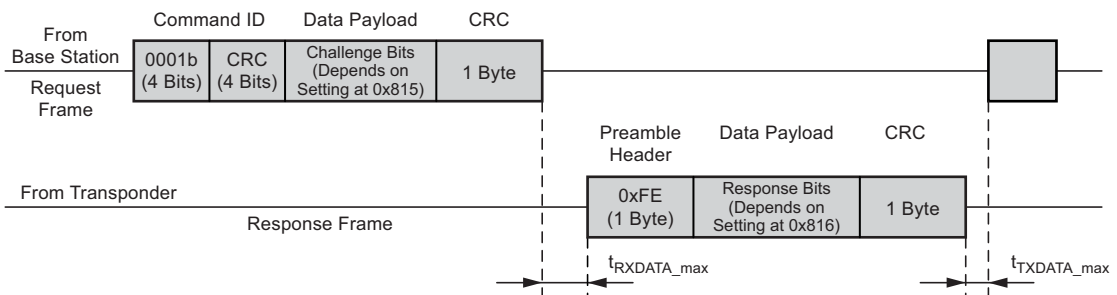 Command ID Data Payload CRC
From
Base Station
Request
Frame
0001b
(4 Bits)
CRC
(4 Bits)
Challenge Bits
(Depends on
Setting at 0x815)
1 Byte
Preamble
Header
Data Payload CRC
From Transponder
Response Frame
0xFE
(1 Byte)
Response Bits
(Depends on
Setting at 0x816)
1 Byte
tRXDATA_max
tTXDATA_max